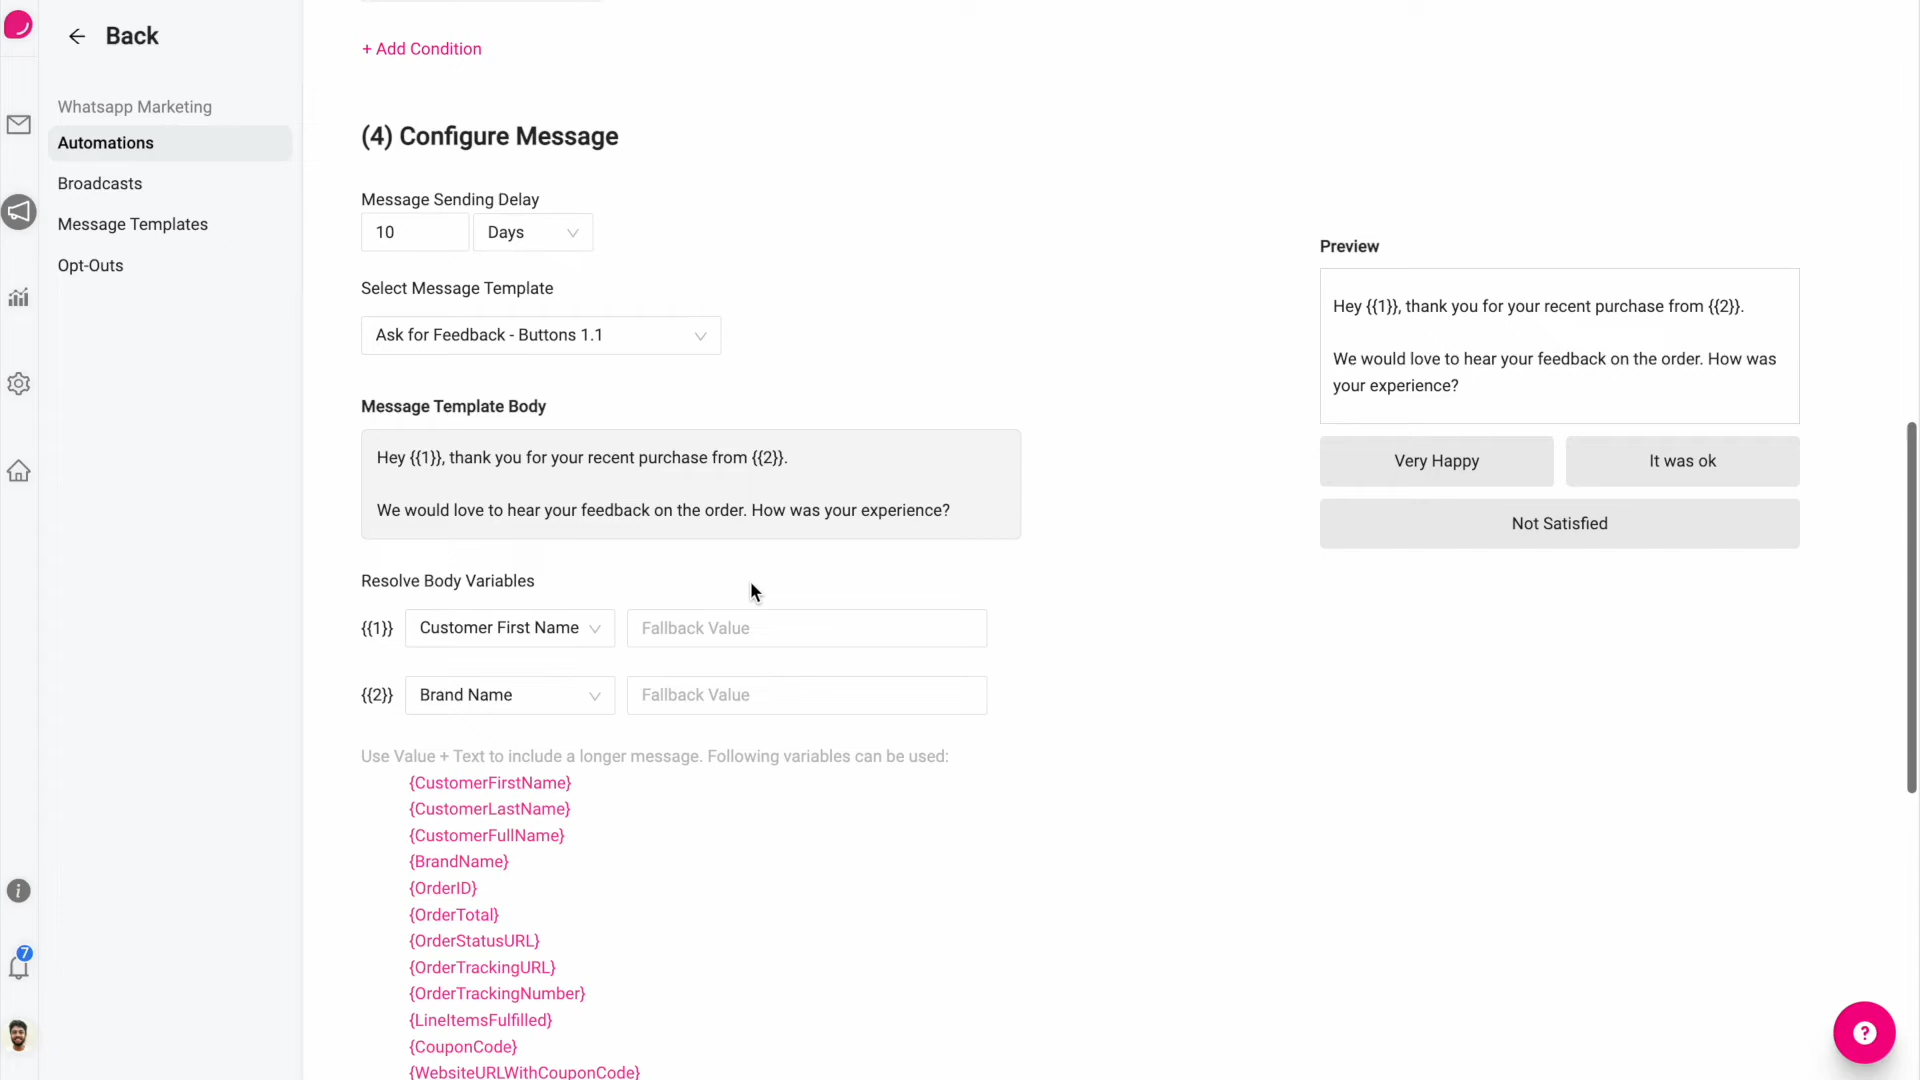 Back
Whatsapp Marketing
Automations
Broadcasts
Message Templates
Opt-Outs
7
+ Add Condition
(4) Configure Message
Message Sending Delay
10
Days
Select Message Template
Ask for Feedback - Buttons 1.1
Message Template Body
Hey {{1}}, thank you for your recent purchase from {{2}}.
We would love to hear your feedback on the order. How was your experience?
Resolve Body Variables
{{1}}
Customer First Name
Fallback Value
{{2}}
Brand Name
Fallback Value
Use Value + Text to include a longer message. Following variables can be used:
{CustomerFirstName}
{CustomerLastName}
{CustomerFullName}
{BrandName}
{OrderID}
{OrderTotal}
{OrderStatusURL}
{OrderTrackingURL}
{OrderTrackingNumber}
{LineItemsFulfilled}
{CouponCode}
{WebsiteURLWithCouponCode}
Preview
Hey {{1}}, thank you for your recent purchase from {{2}}.
We would love to hear your feedback on the order. How was
your experience?
Very Happy
It was ok
Not Satisfied